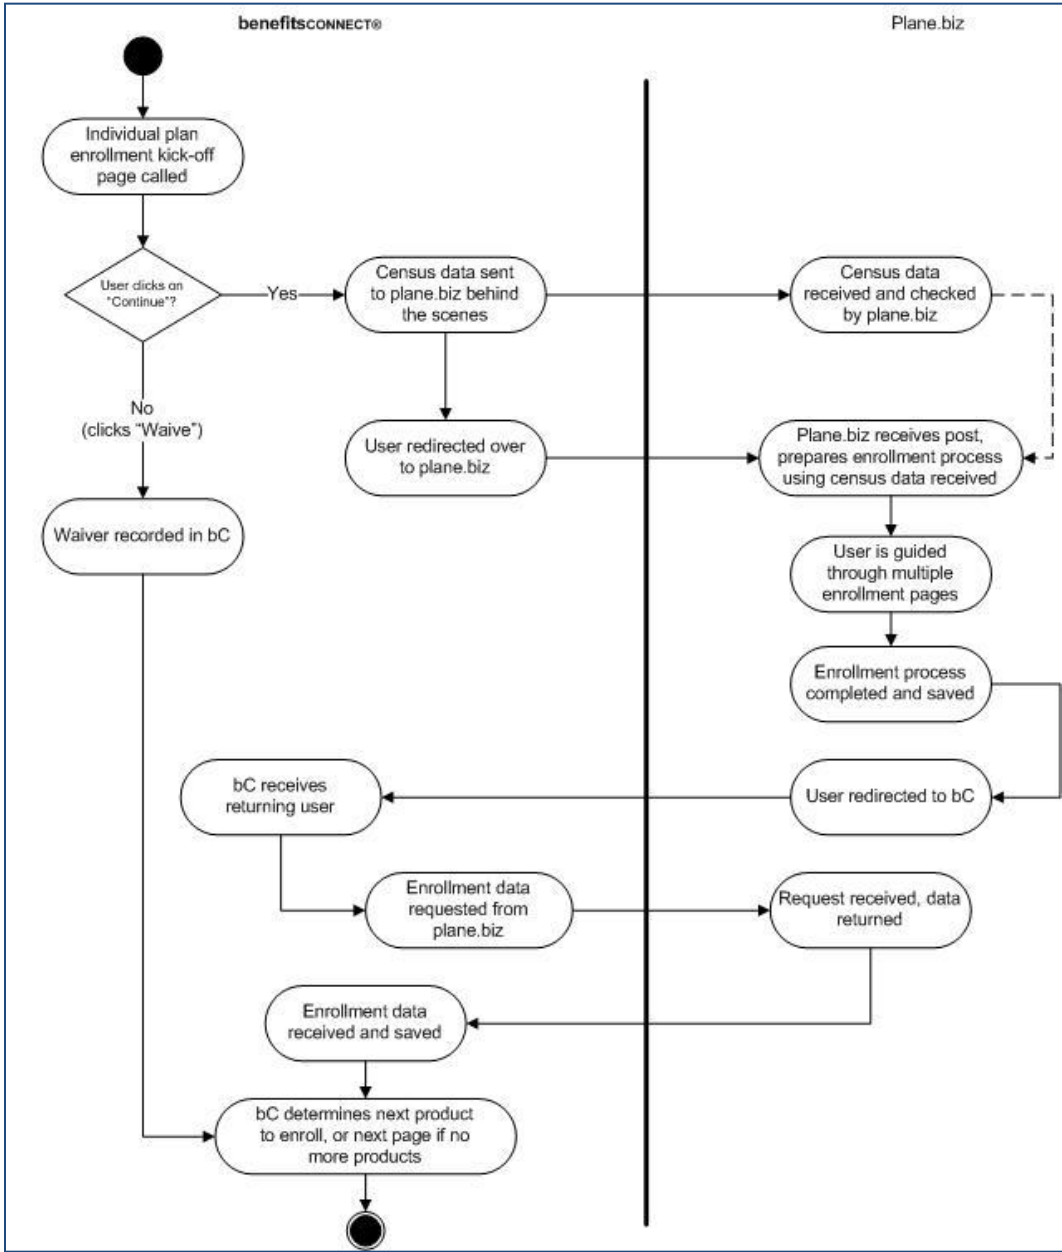 benefitsCONNECT®
Plane.biz
Individual plan
enrollment kick-off
page called
User clicks on
"Continue"?
Yes
Census data sent
to plane.biz behind
the scenes
Census data
received and checked
by plane.biz
No
(clicks "Waive")
User redirected over
to plane.biz
Plane.biz receives post,
prepares enrollment process
using census data received
Waiver recorded in bC
User is guided
through multiple
enrollment pages
Enrollment process
completed and saved
User redirected to bC
bC receives
returning user
Enrollment data
requested from
plane.biz
Request received, data
returned
Enrollment data
received and saved
bC determines next product
to enroll, or next page if no
more products